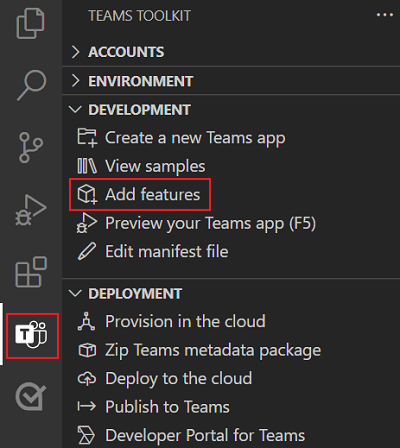 TEAMS TOOLKIT
ACCOUNTS
ENVIRONMENT
DEVELOPMENT
Create a new Teams app
View samples
Add features
Preview your Teams app (F5)
Edit manifest file
DEPLOYMENT
Provision in the cloud
Zip Teams metadata package
Deploy to the cloud
Publish to Teams
Developer Portal for Teams